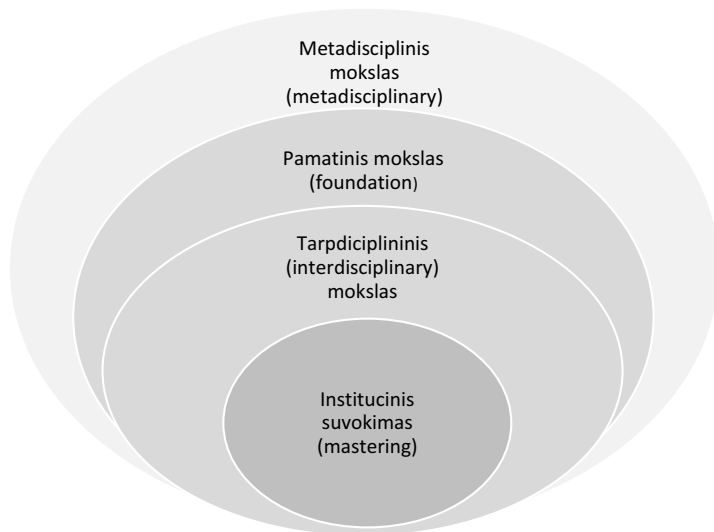 Metadisciplinis
mokslas
(metadisciplinary)
Pamatinis mokslas
(foundation)
Tarpdiciplininis
(interdisciplinary)
mokslas
Institucinis
suvokimas
(mastering)